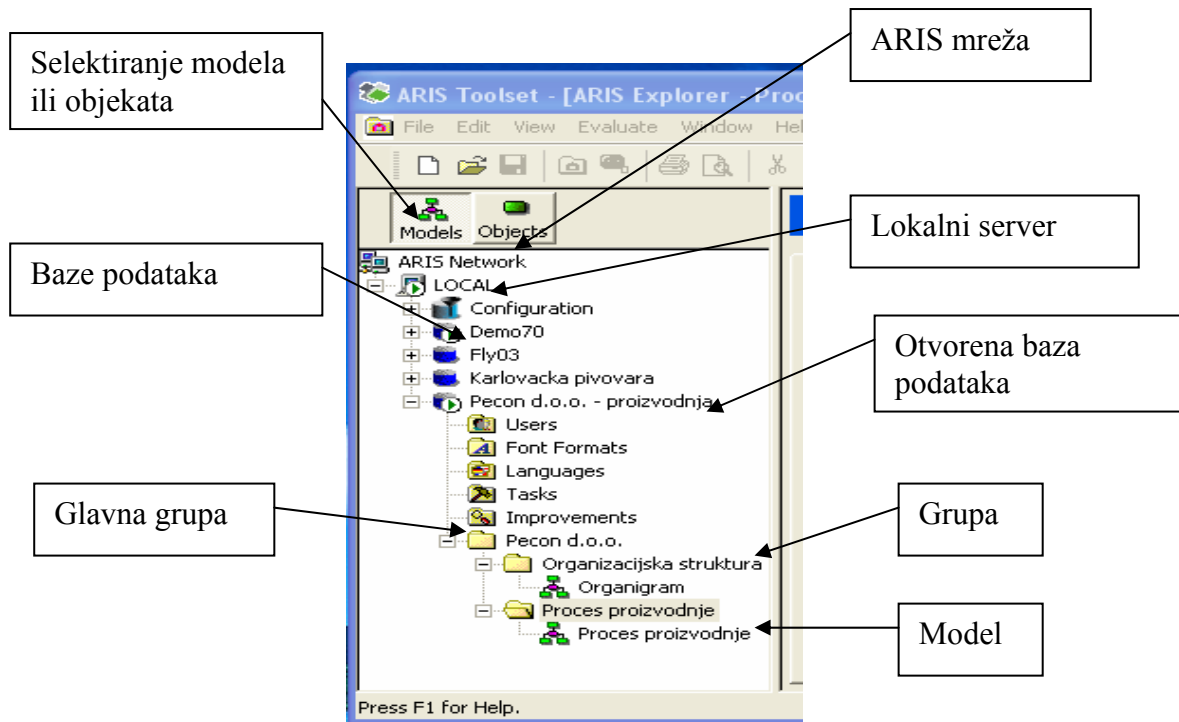 ARIS mreža
Selektiranje modela
ili objekata
ARIS Toolset - [ARIS Explorer - Proc
File Edit View Evaluate Window Hel
Models Objects
Lokalni server
Baze podataka
ARIS Network
LOCAL
Configuration
Demo70
Fly03
Karlovacka pivovara
Pecon d.o.o. - proizvodnja
Otvorena baza
podataka
Users
Font Formats
Languages
Tasks
Improvements
Glavna grupa
Pecon d.o.o.
Grupa
Organizacijska struktura
Organigram
Proces proizvodnje
Proces proizvodnje
Model
Press F1 for Help.